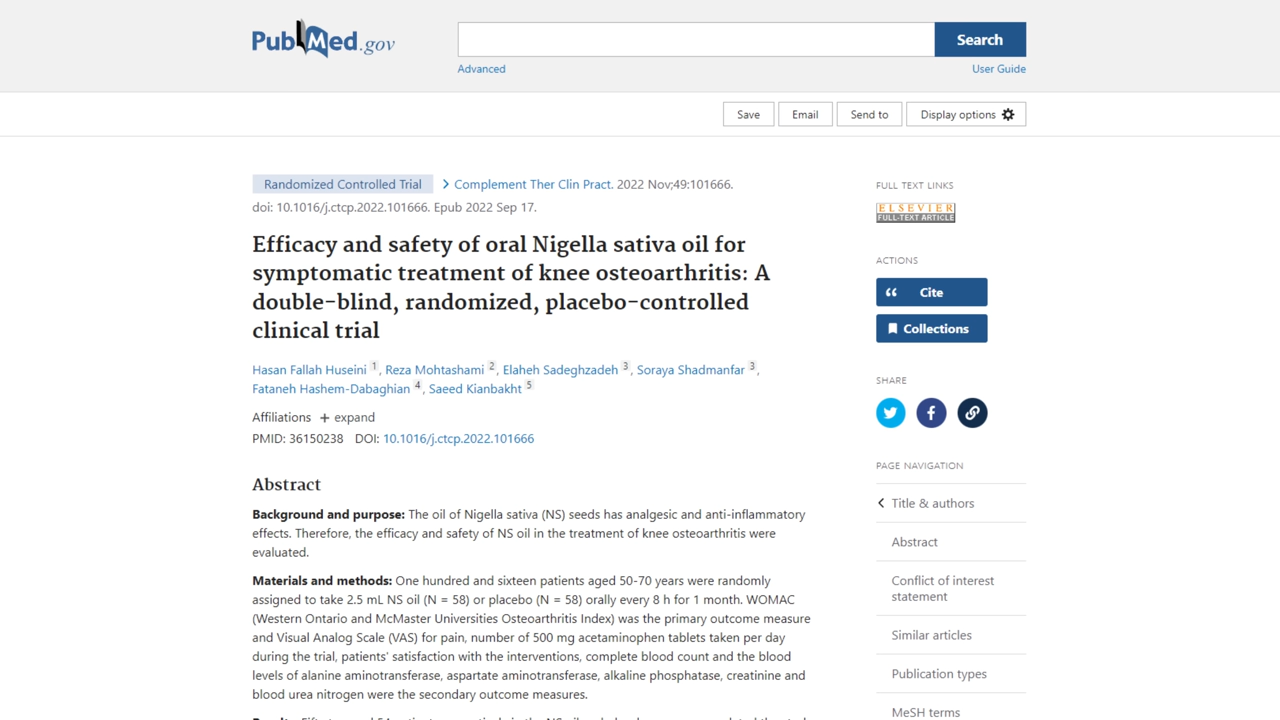 PubMed.gov
Search
Advanced
User Guide
Save
Email
Send to
Display options
Randomized Controlled Trial
Complement Ther Clin Pract. 2022 Nov;49:101666.
doi: 10.1016/j.ctcp.2022.101666. Epub 2022 Sep 17.
Efficacy and safety of oral Nigella sativa oil for
symptomatic treatment of knee osteoarthritis: A
double-blind, randomized, placebo-controlled
clinical trial
Hasan Fallah Huseini 1, Reza Mohtashami 2, Elaheh Sadeghzadeh 3, Soraya Shadmanfar 3,
Fataneh Hashem-Dabaghian 4, Saeed Kianbakht 5
Affiliations + expand
PMID: 36150238 DOI: 10.1016/j.ctcp.2022.101666
Abstract
Background and purpose: The oil of Nigella sativa (NS) seeds has analgesic and anti-inflammatory
effects. Therefore, the efficacy and safety of NS oil in the treatment of knee osteoarthritis were
evaluated.
Materials and methods: One hundred and sixteen patients aged 50-70 years were randomly
assigned to take 2.5 mL NS oil (N = 58) or placebo (N = 58) orally every 8 h for 1 month. WOMAC
(Western Ontario and McMaster Universities Osteoarthritis Index) was the primary outcome measure
and Visual Analog Scale (VAS) for pain, number of 500 mg acetaminophen tablets taken per day
during the trial, patients' satisfaction with the interventions, complete blood count and the blood
levels of alanine aminotransferase, aspartate aminotransferase, alkaline phosphatase, creatinine and
blood urea nitrogen were the secondary outcome measures.
FULL TEXT LINKS
ELSEVIER
FULL-TEXT ARTICLE
ACTIONS
Cite
Collections
SHARE
PAGE NAVIGATION
Title & authors
Abstract
Conflict of interest
statement
Similar articles
Publication types
MeSH terms